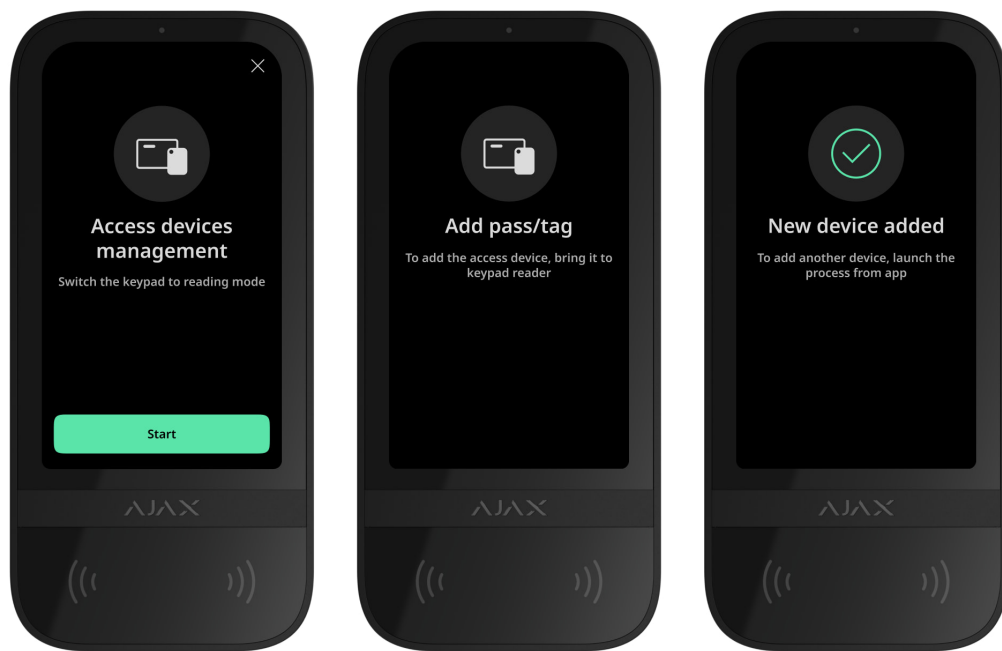 Access devices
management
Switch the keypad to reading mode
Start
AJAX
Add pass/tag
To add the access device, bring it to
keypad reader
AJAX
New device added
To add another device, launch the
process from app
AJAX